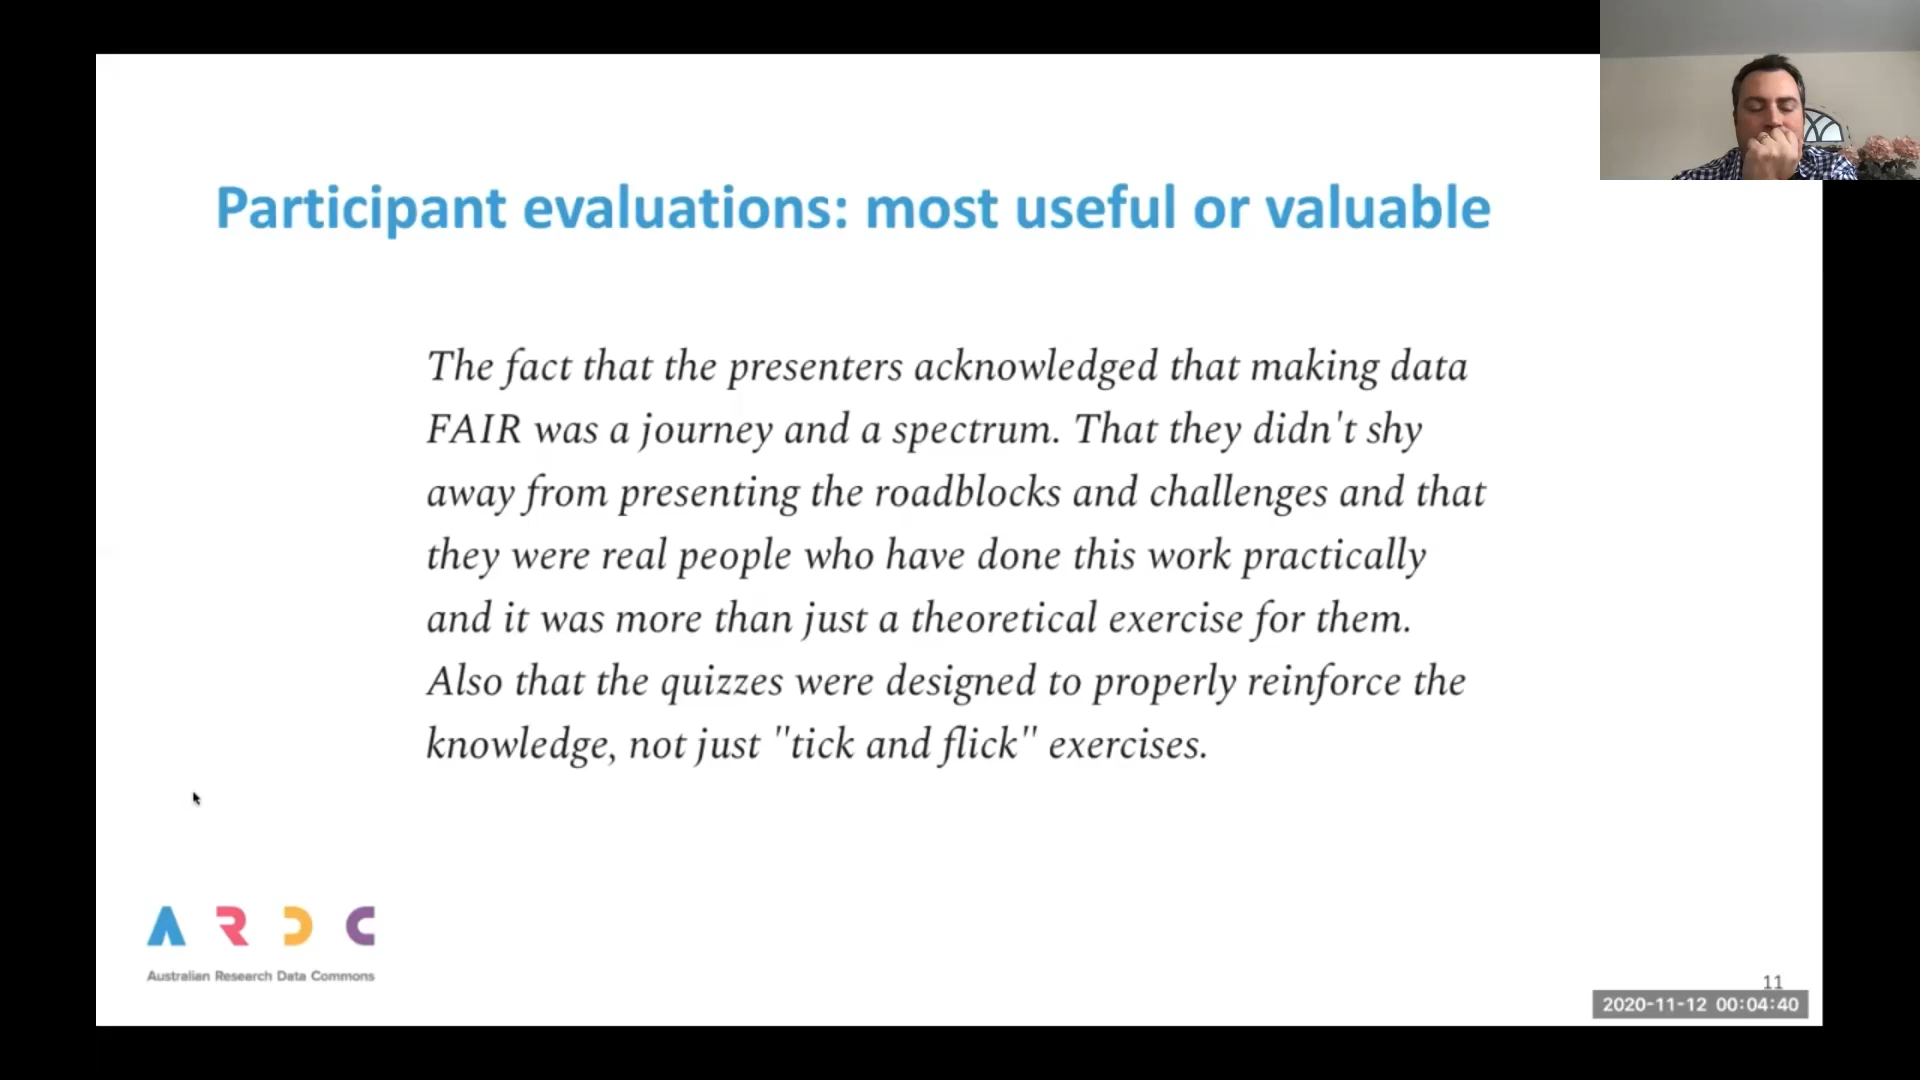 Participant evaluations: most useful or valuable
The fact that the presenters acknowledged that making data
FAIR was a journey and a spectrum. That they didn't shy
away from presenting the roadblocks and challenges and that
they were real people who have done this work practically
and it was more than just a theoretical exercise for them.
Also that the quizzes were designed to properly reinforce the
knowledge, not just "tick and flick" exercises.
ARDC
Australian Research Data Commons
11
2020-11-12 00:04:40